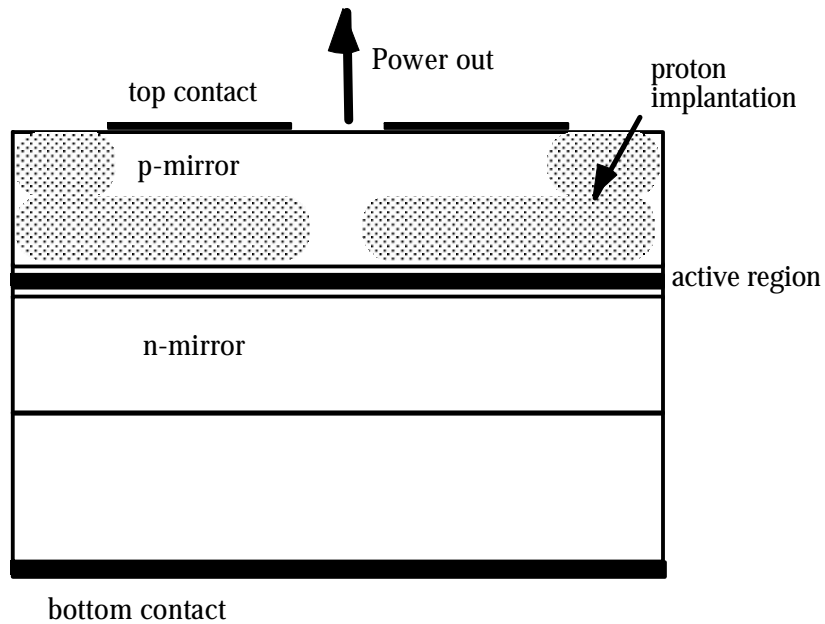 Power out
top contact
proton
implantation
p-mirror
active region
n-mirror
bottom contact